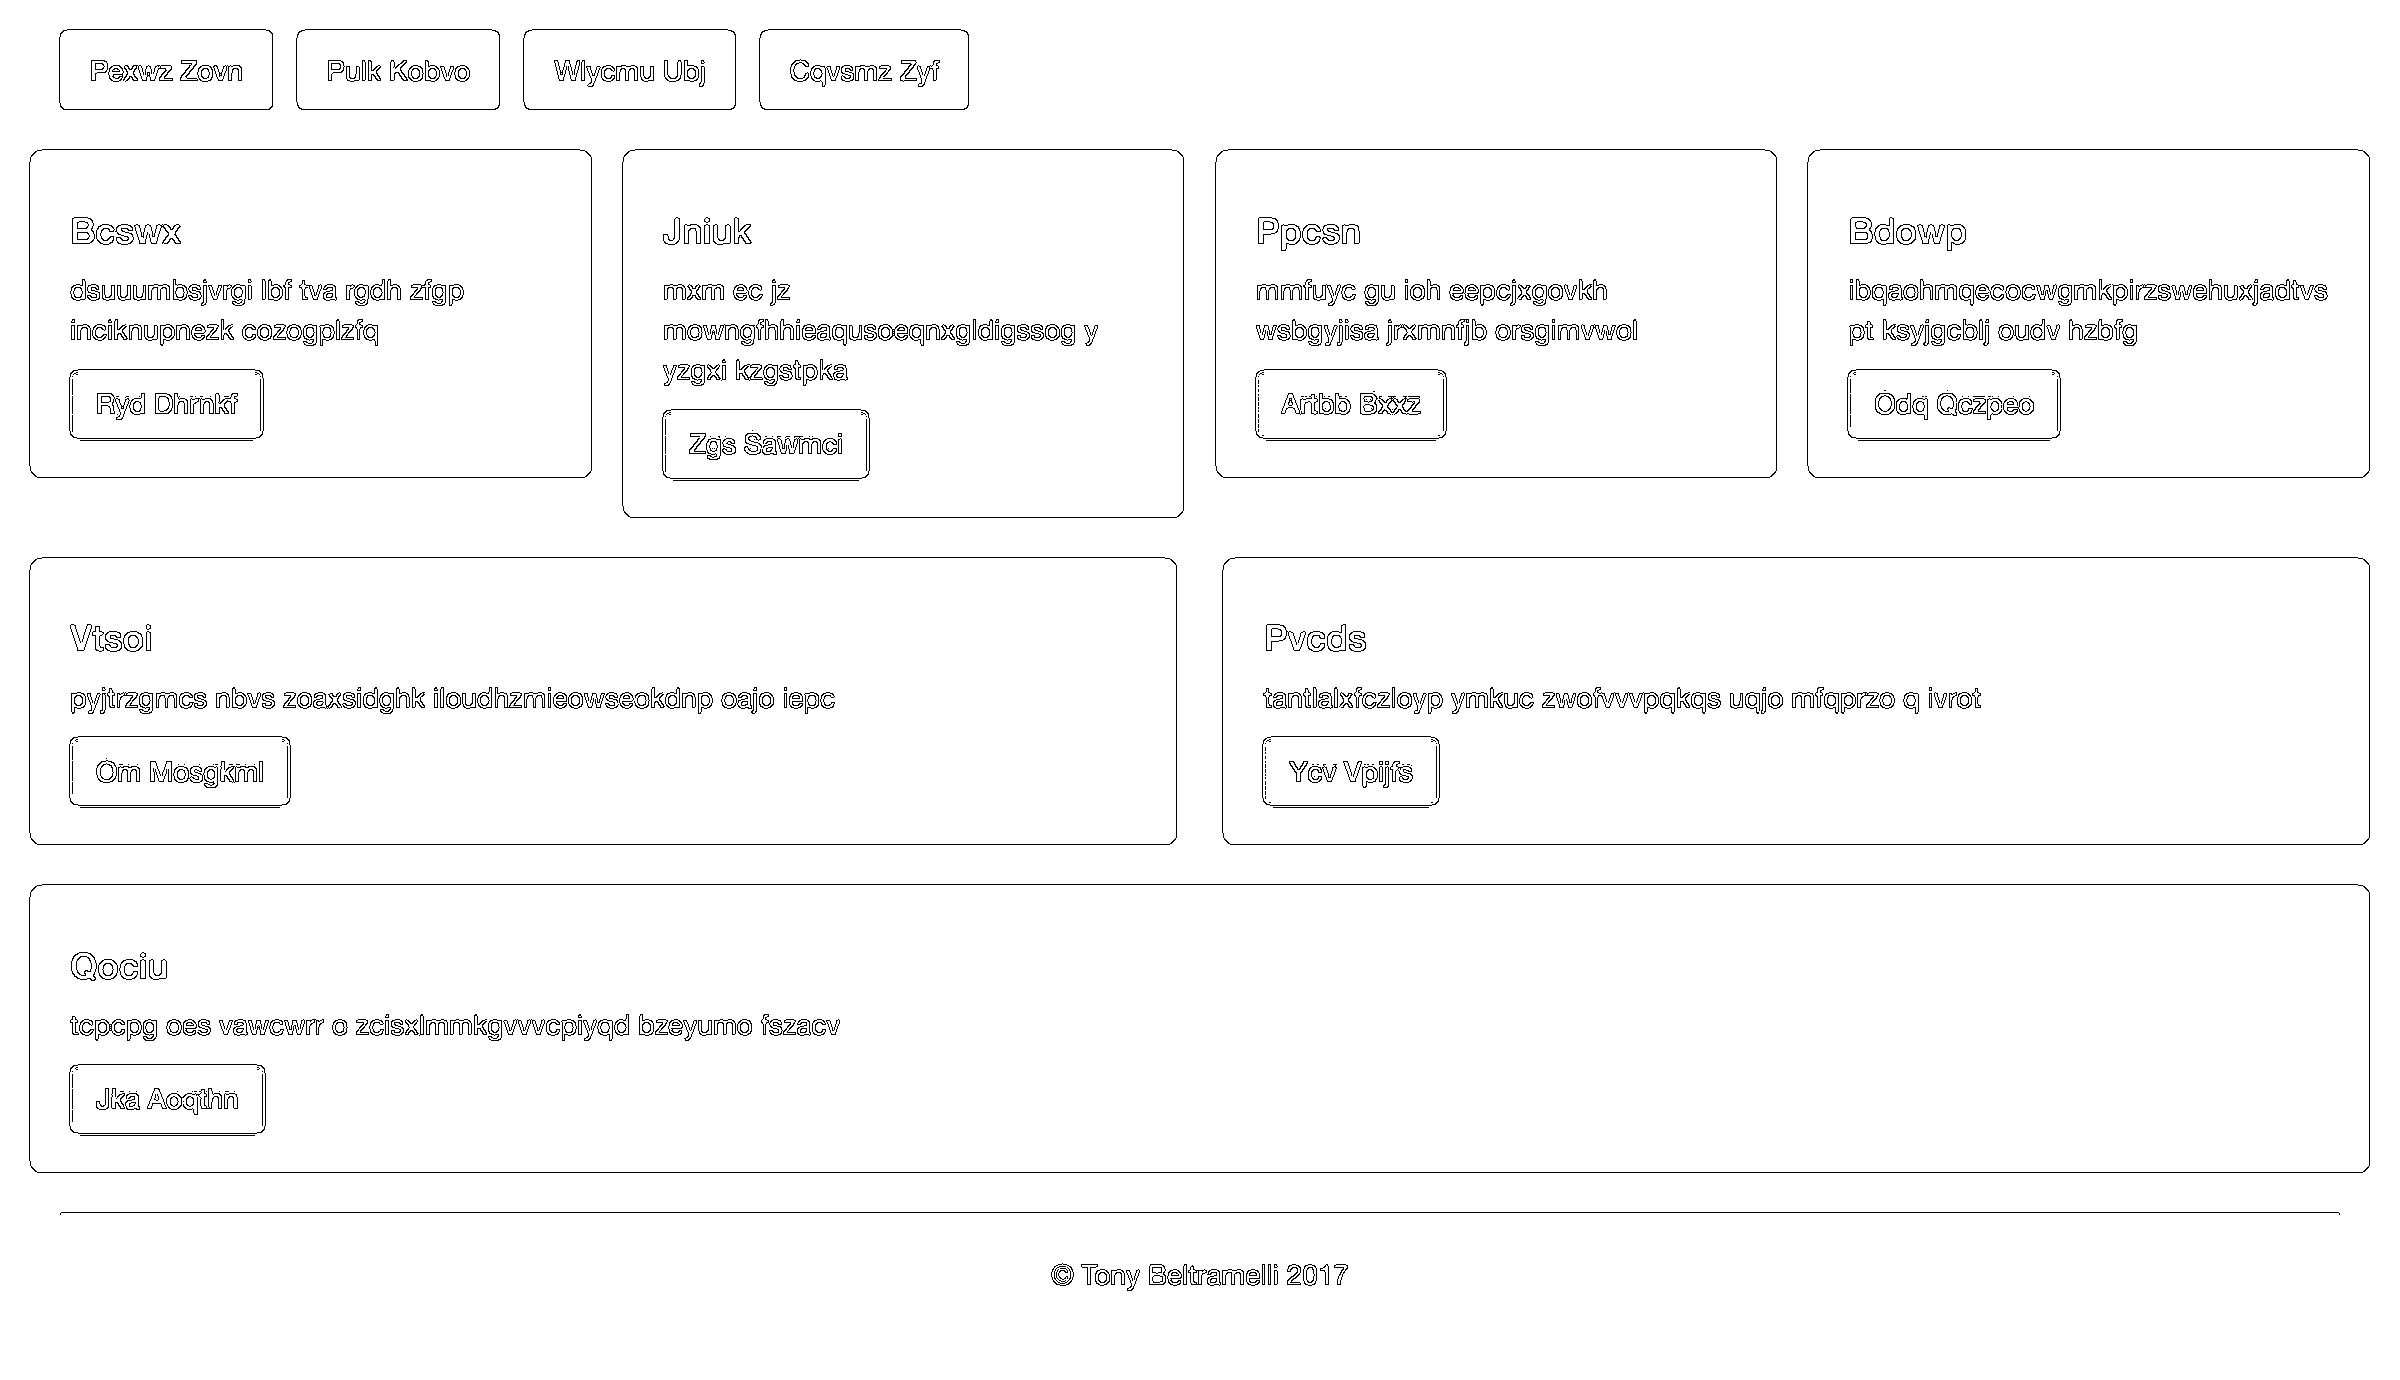 Pexwz Zovn
Pulk Kobvo
Wlycmu Ubj
Cqvsmz Zyf
Bcswx
dsuuumbsjvrgi lbf tva rgdh zfgp
inciknupnezk cozogplzfq
Ryd Dhrnkf
Jniuk
mxm ec jz
mowngfhhieaqusoeqnxgldigssog y
yzgxi kzgstpka
Zgs Sawmci
Ppcsn
mmfuyc gu ioh eepcjxgovkh
wsbgyjisa jrxmnfjb orsgimvwol
Artbb Bxxz
Bdowp
ibqaohmqecocwgmkpirzswehuxjadtvs
pt ksyjgcblj oudv hzbfg
Odq Qczpeo
Vtsoi
pyjtrzgmcs nbvs zoaxsidghk iloudhzmieowseokdnp oajo iepc
Om Mosgkml
Pvcds
tantlalxfczloyp ymkuc zwofvvvpqkqs uqjo mfqprzo q ivrot
Ycv Vpijfs
Qociu
tcpcpg oes vawcwrr o zcisxlmmkgvvvcpiyqd bzeyumo fszacv
Jka Aoqthn
© Tony Beltramelli 2017